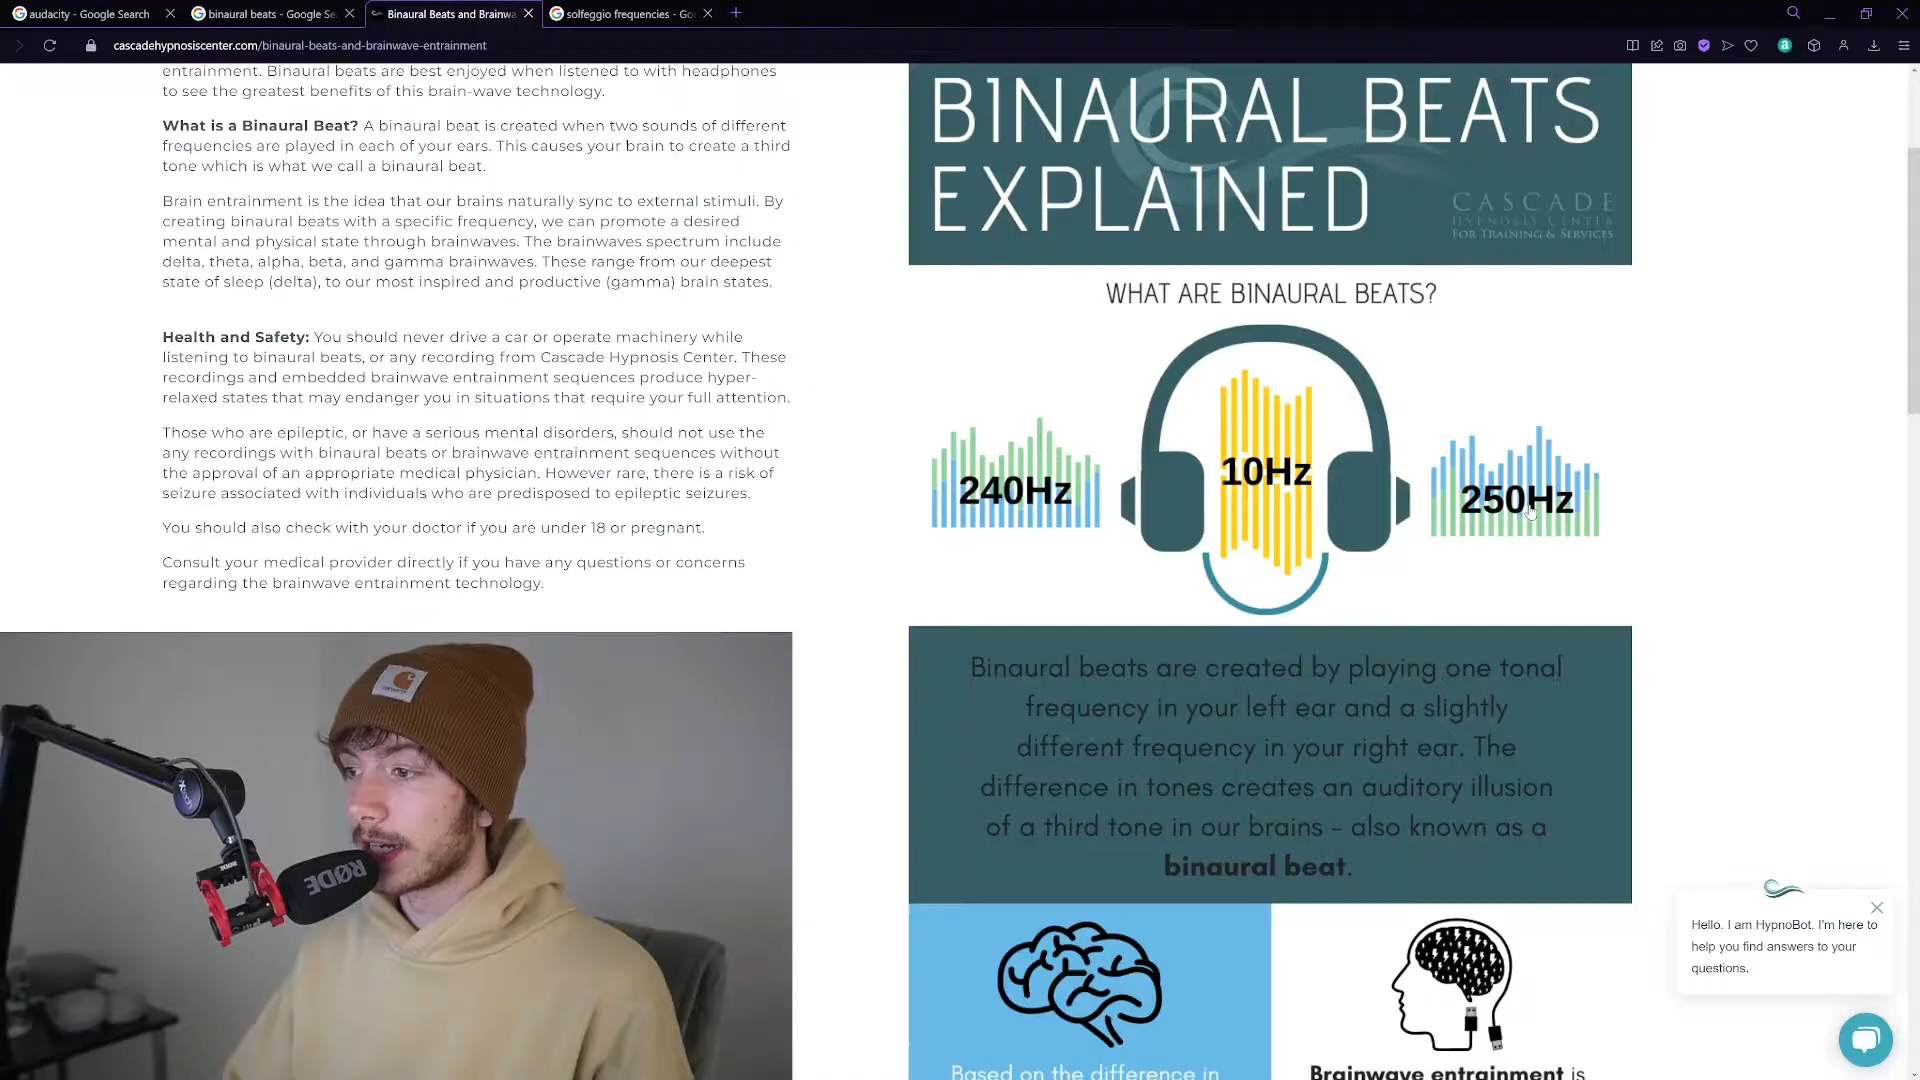 audacity - Google Search
binaural beats - Google Se
Binaural Beats and Brainwa
solfeggio frequencies - Go
cascadehypnosiscenter.com/binaural-beats-and-brainwave-entrainment
entrainment. Binaural beats are best enjoyed when listened to with headphones
to see the greatest benefits of this brain-wave technology.
What is a Binaural Beat? A binaural beat is created when two sounds of different
frequencies are played in each of your ears. This causes your brain to create a third
tone which is what we call a binaural beat.
Brain entrainment is the idea that our brains naturally sync to external stimuli. By
creating binaural beats with a specific frequency, we can promote a desired
mental and physical state through brainwaves. The brainwaves spectrum include
delta, theta, alpha, beta, and gamma brainwaves. These range from our deepest
state of sleep (delta), to our most inspired and productive (gamma) brain states.
Health and Safety: You should never drive a car or operate machinery while
listening to binaural beats, or any recording from Cascade Hypnosis Center. These
recordings and embedded brainwave entrainment sequences produce hyper-
relaxed states that may endanger you in situations that require your full attention.
Those who are epileptic, or have a serious mental disorders, should not use the
any recordings with binaural beats or brainwave entrainment sequences without
the approval of an appropriate medical physician. However rare, there is a risk of
seizure associated with individuals who are predisposed to epileptic seizures.
You should also check with your doctor if you are under 18 or pregnant.
Consult your medical provider directly if you have any questions or concerns
regarding the brainwave entrainment technology.
BINAURAL BEATS
EXPLAINED
CASCADE
HYPNOSIS CENTER
FOR TRAINING & SERVICES
WHAT ARE BINAURAL BEATS?
240Hz
10Hz
250Hz
Binaural beats are created by playing one tonal
frequency in your left ear and a slightly
different frequency in your right ear. The
difference in tones creates an auditory illusion
of a third tone in our brains - also known as a
binaural beat.
Based on the difference in
Brainwave entrainment is
Hello. I am HypnoBot. I'm here to
help you find answers to your
questions.
RØDE
RØDE